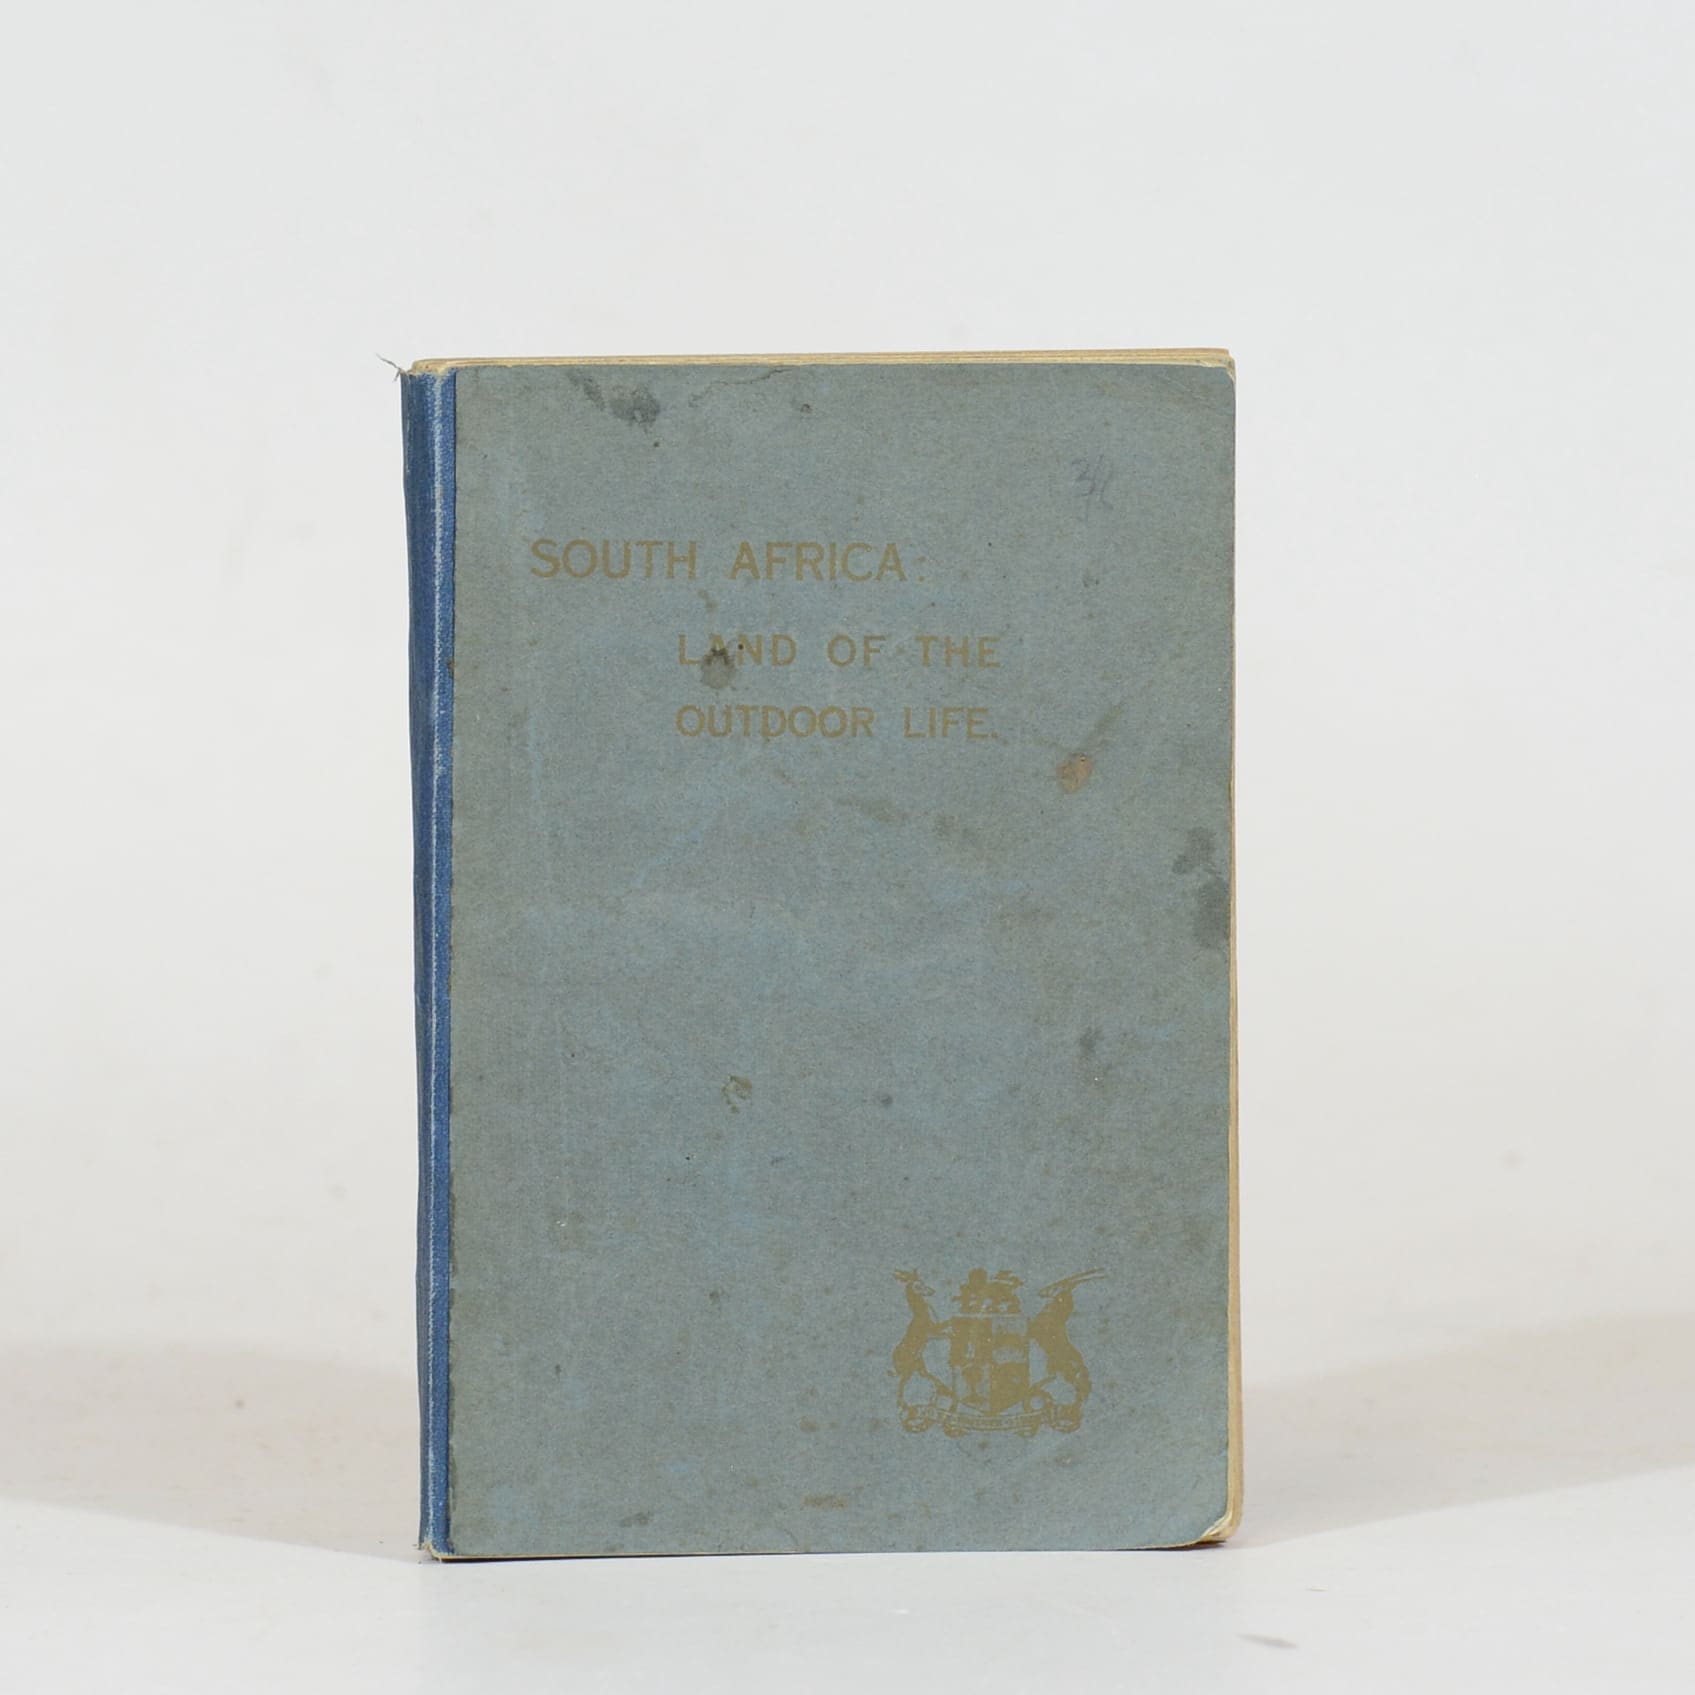 SOUTH AFRICA:
LAND OF THE
OUTDOOR LIFE.